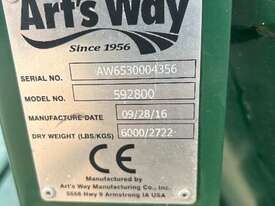 Art's Way
Since 1956
SERIAL NO. AW6530004356
MODEL NO. 592800
MANUFACTURE DATE 09/28/16
DRY WEIGHT (LBS/KGS) 6000/2722
CE
Manufactured by
Art's Way Manufacturing Co., Inc.
5556 Hwy 9 Armstrong IA USA